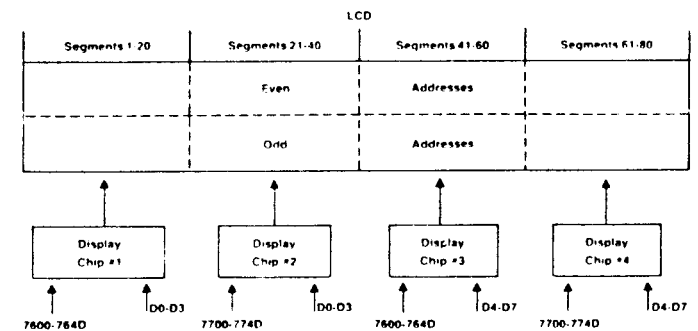 LCD
Segments 1-20 Segments 21-40 Segments 41-60 Segments 61-80
Even Addresses
Odd Addresses
Display Display Display Display
Chip #1 Chip #2 Chip #3 Chip #4
D0-D3 D0-D3 D4-D7 D4-D7
7600-764D 7700-774D 7600-764D 7700-774D